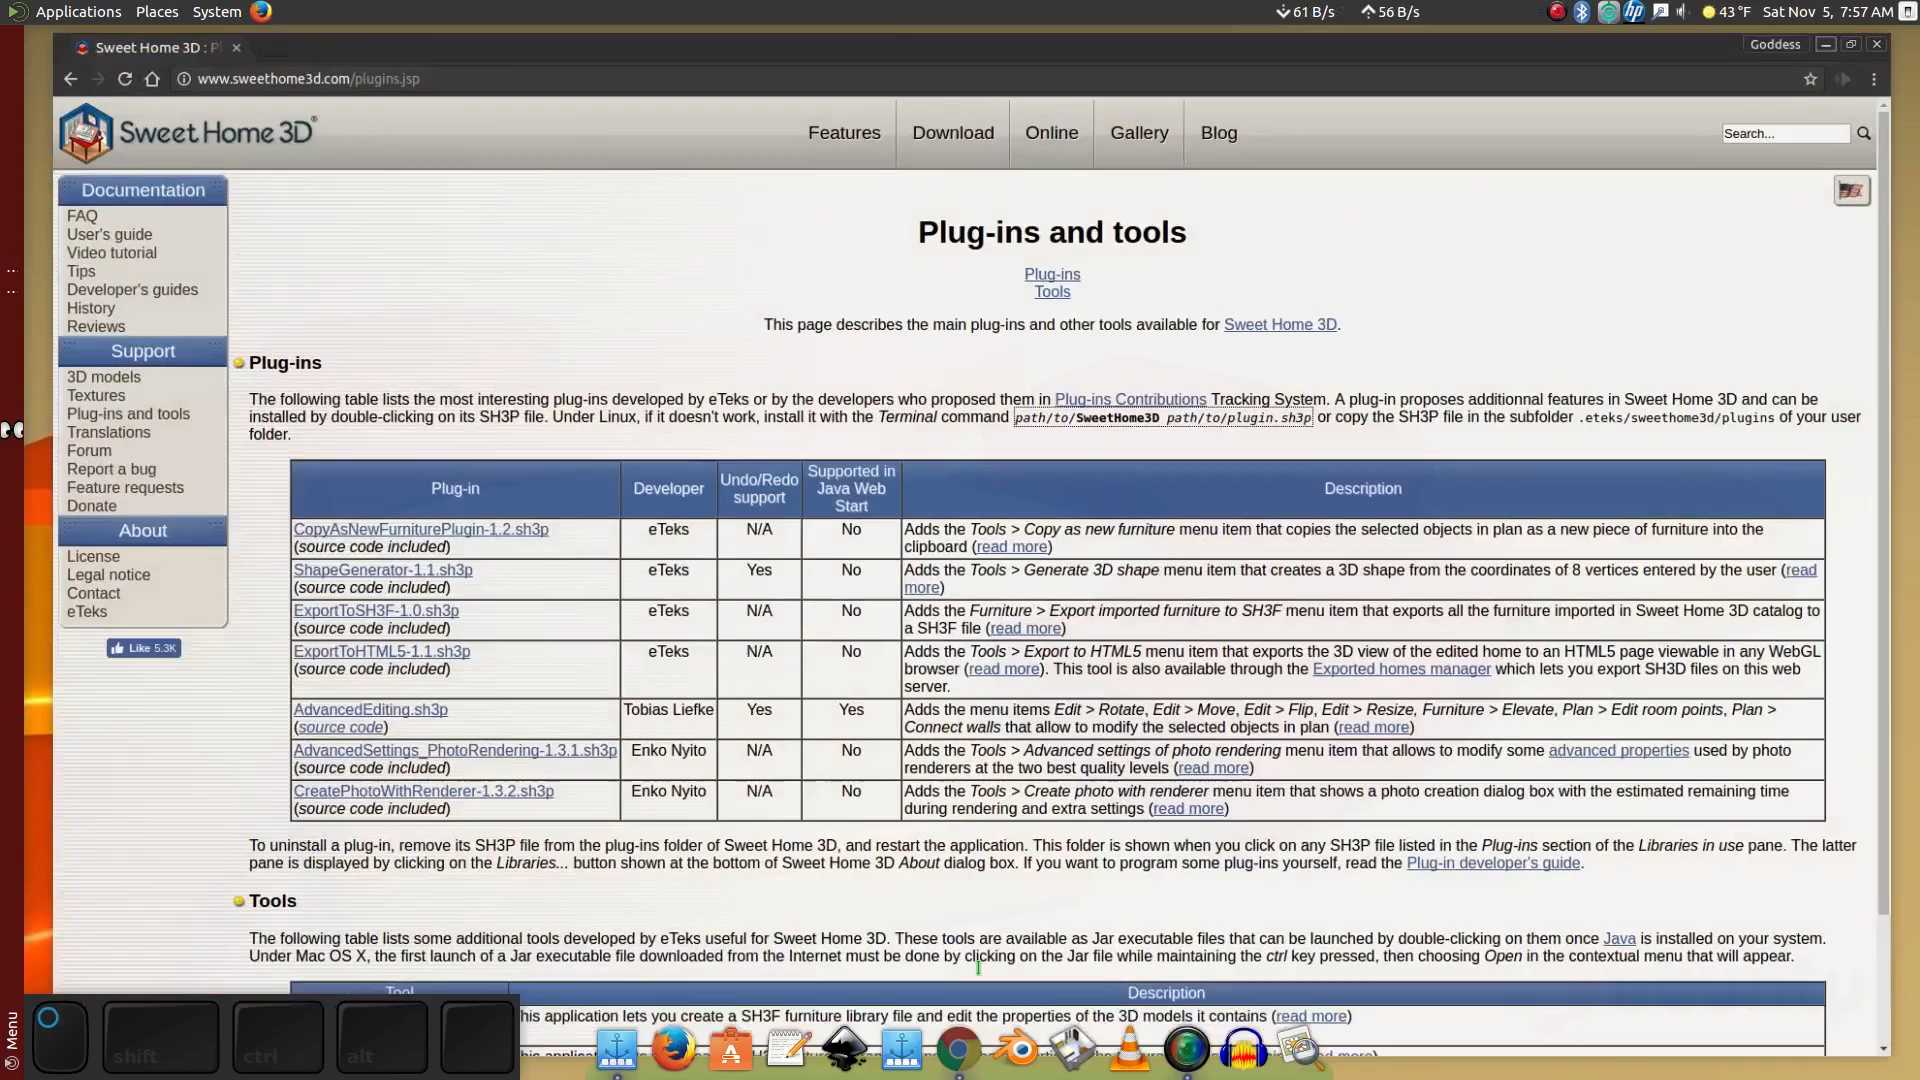 Applications Places System 61 B/s 56 B/s hp 43 °F Sat Nov 5, 7:57 AM
Sweet Home 3D : Pl Goddess
www.sweethome3d.com/plugins.jsp
Sweet Home 3D® Features Download Online Gallery Blog Search...
Documentation
FAQ
User's guide
Video tutorial
Tips
Developer's guides
History
Reviews
Support
3D models
Textures
Plug-ins and tools
Translations
Forum
Report a bug
Feature requests
Donate
About
License
Legal notice
Contact
eTeks
Like 5.3K
Plug-ins and tools
Plug-ins
Tools
This page describes the main plug-ins and other tools available for Sweet Home 3D.
Plug-ins
The following table lists the most interesting plug-ins developed by eTeks or by the developers who proposed them in Plug-ins Contributions Tracking System. A plug-in proposes additionnal features in Sweet Home 3D and can be
installed by double-clicking on its SH3P file. Under Linux, if it doesn't work, install it with the Terminal command path/to/SweetHome3D path/to/plugin.sh3p or copy the SH3P file in the subfolder .eteks/sweethome3d/plugins of your user
folder.
Plug-in Developer Undo/Redo support Supported in Java Web Start Description
CopyAsNewFurniturePlugin-1.2.sh3p (source code included) eTeks N/A No Adds the Tools > Copy as new furniture menu item that copies the selected objects in plan as a new piece of furniture into the
clipboard (read more)
ShapeGenerator-1.1.sh3p (source code included) eTeks Yes No Adds the Tools > Generate 3D shape menu item that creates a 3D shape from the coordinates of 8 vertices entered by the user (read
more)
ExportToSH3F-1.0.sh3p (source code included) eTeks N/A No Adds the Furniture > Export imported furniture to SH3F menu item that exports all the furniture imported in Sweet Home 3D catalog to
a SH3F file (read more)
ExportToHTML5-1.1.sh3p (source code included) eTeks N/A No Adds the Tools > Export to HTML5 menu item that exports the 3D view of the edited home to an HTML5 page viewable in any WebGL
browser (read more). This tool is also available through the Exported homes manager which lets you export SH3D files on this web
server.
AdvancedEditing.sh3p (source code) Tobias Liefke Yes Yes Adds the menu items Edit > Rotate, Edit > Move, Edit > Flip, Edit > Resize, Furniture > Elevate, Plan > Edit room points, Plan >
Connect walls that allow to modify the selected objects in plan (read more)
AdvancedSettings_PhotoRendering-1.3.1.sh3p (source code included) Enko Nyito N/A No Adds the Tools > Advanced settings of photo rendering menu item that allows to modify some advanced properties used by photo
renderers at the two best quality levels (read more)
CreatePhotoWithRenderer-1.3.2.sh3p (source code included) Enko Nyito N/A No Adds the Tools > Create photo with renderer menu item that shows a photo creation dialog box with the estimated remaining time
during rendering and extra settings (read more)
To uninstall a plug-in, remove its SH3P file from the plug-ins folder of Sweet Home 3D, and restart the application. This folder is shown when you click on any SH3P file listed in the Plug-ins section of the Libraries in use pane. The latter
pane is displayed by clicking on the Libraries... button shown at the bottom of Sweet Home 3D About dialog box. If you want to program some plug-ins yourself, read the Plug-in developer's guide.
Tools
The following table lists some additional tools developed by eTeks useful for Sweet Home 3D. These tools are available as Jar executable files that can be launched by double-clicking on them once Java is installed on your system.
Under Mac OS X, the first launch of a Jar executable file downloaded from the Internet must be done by clicking on the Jar file while maintaining the ctrl key pressed, then choosing Open in the contextual menu that will appear.
Tool Description
his application lets you create a SH3F furniture library file and edit the properties of the 3D models it contains (read more)
his applicat
Menu
shift ctrl alt